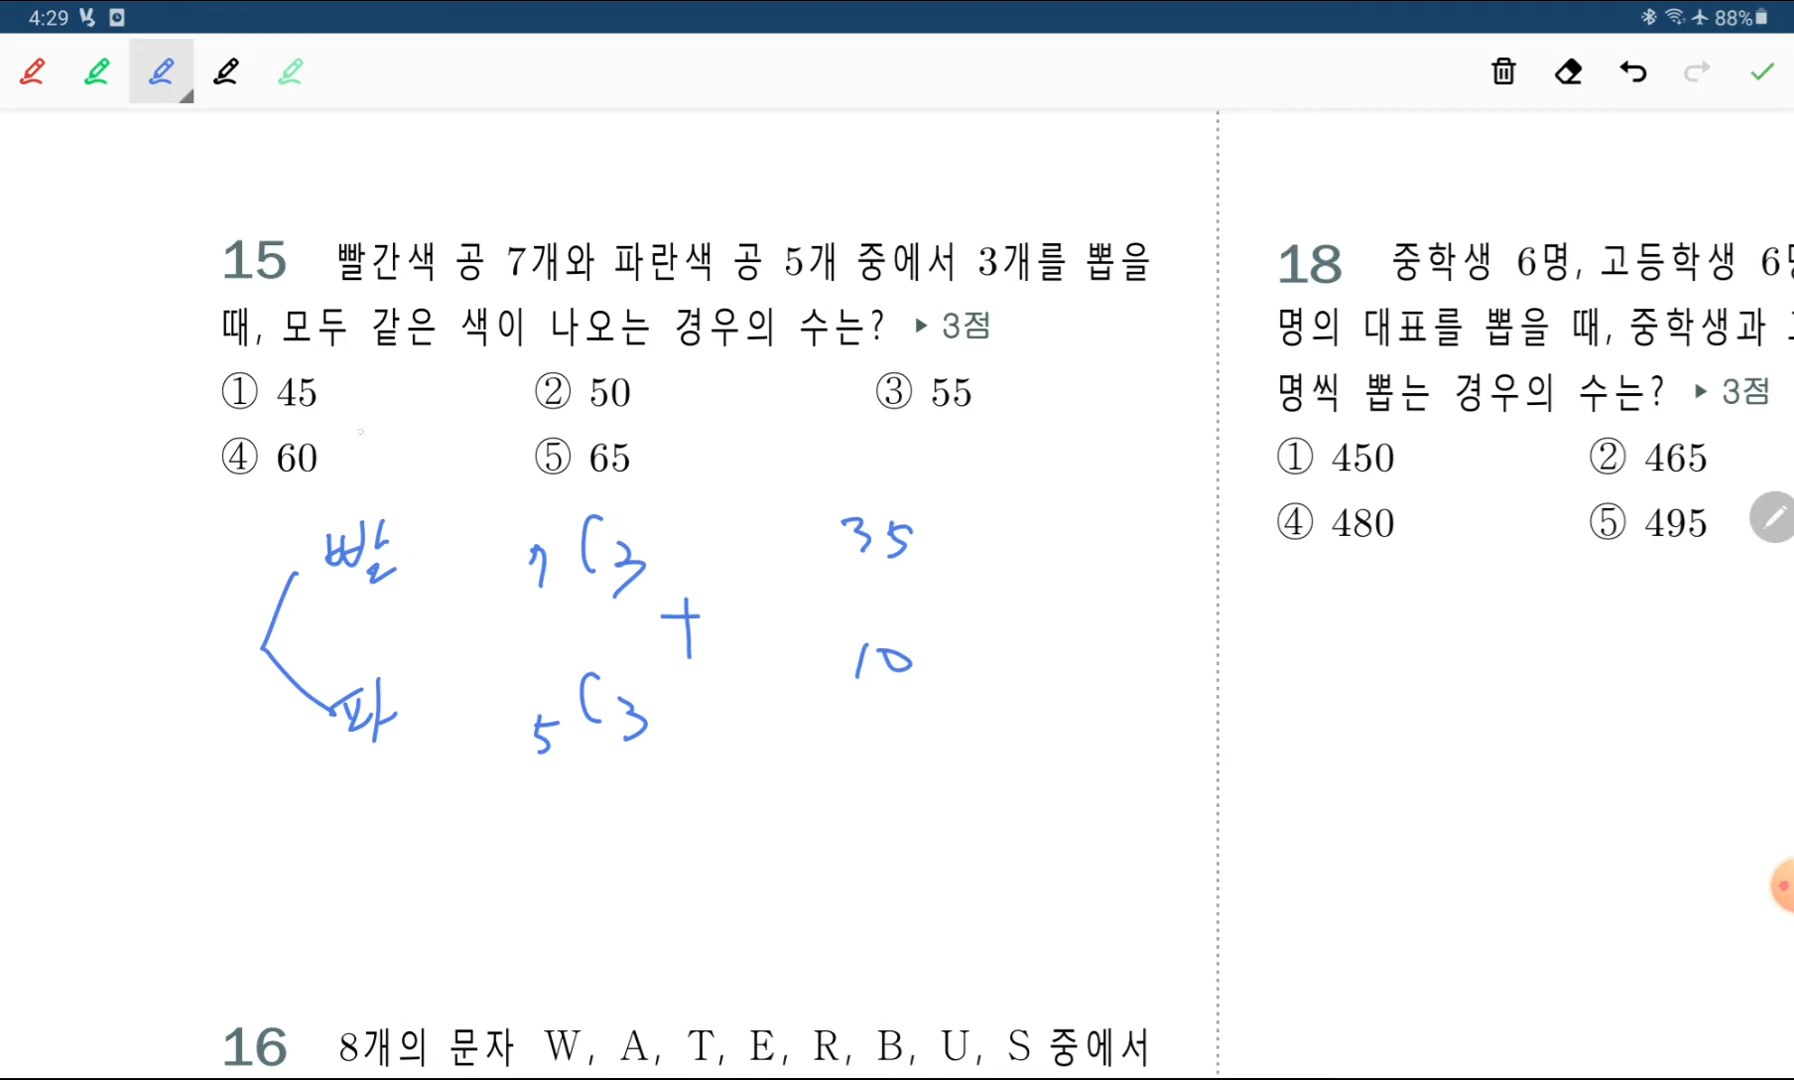 4:29
88%
15 빨간색 공 7개와 파란색 공 5개 중에서 3개를 뽑을
때, 모두 같은 색이 나오는 경우의 수는? ▸ 3점
① 45 ② 50 ③ 55
④ 60 ⑤ 65
빨 7C3 35
+
파 5C3 10
16 8개의 문자 W, A, T, E, R, B, U, S 중에서
18 중학생 6명, 고등학생 6
명의 대표를 뽑을 때, 중학생과
명씩 뽑는 경우의 수는? ▸ 3점
① 450 ② 465
④ 480 ⑤ 495